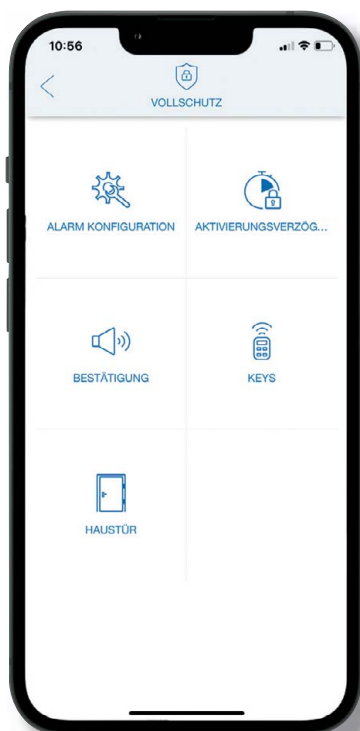 10:56
VOLLSCHUTZ
ALARM KONFIGURATION
AKTIVIERUNGSVERZÖG...
BESTÄTIGUNG
KEYS
HAUSTÜR